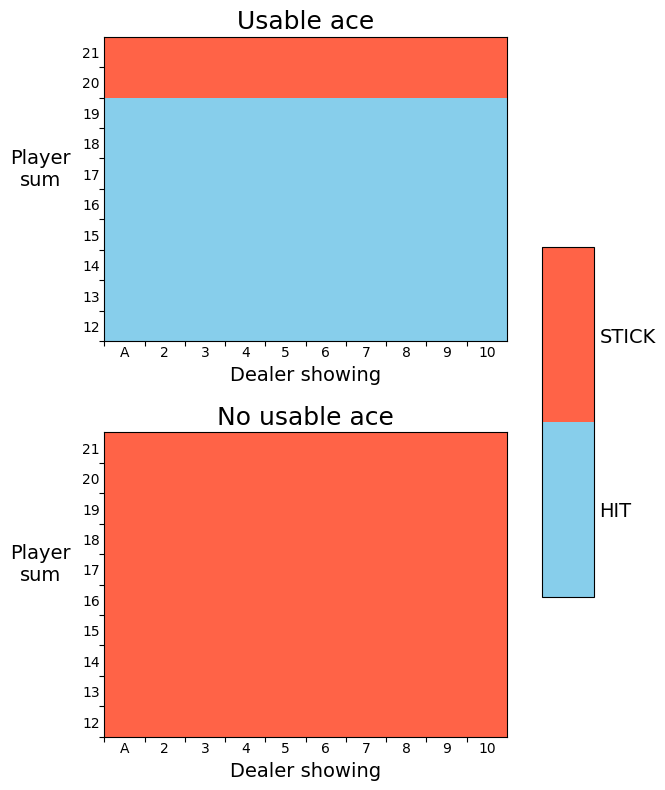 Usable ace
21
20
19
18
Player
sum
17
16
15
14
13
12
A 2 3 4 5 6 7 8 9 10
Dealer showing
STICK
HIT
No usable ace
21
20
19
18
Player
sum
17
16
15
14
13
12
A 2 3 4 5 6 7 8 9 10
Dealer showing